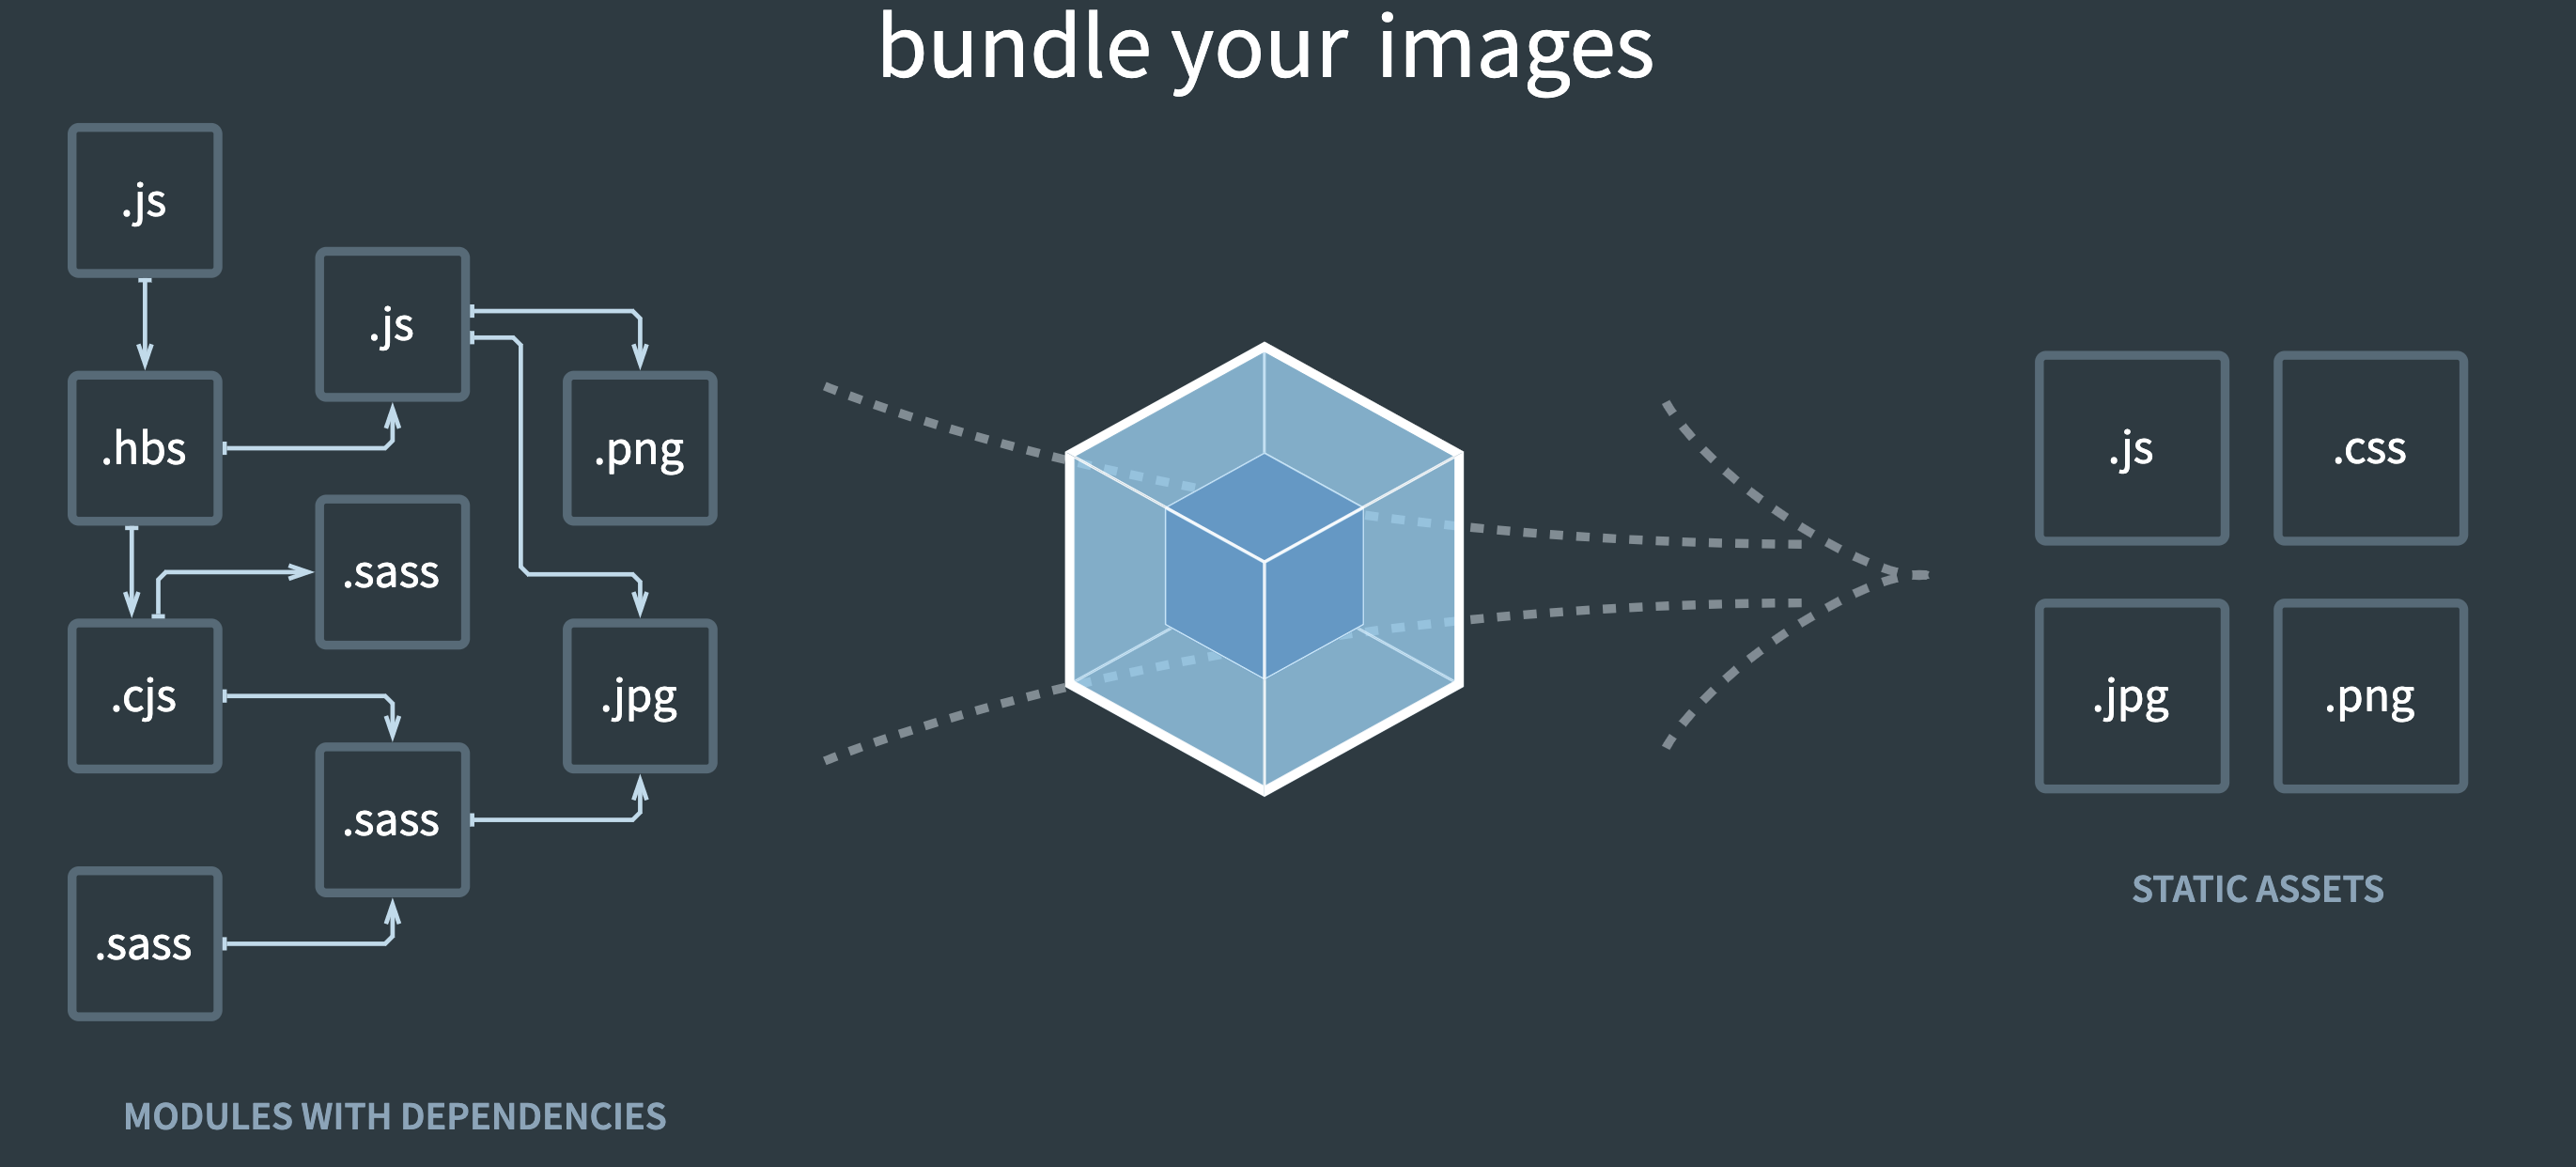 bundle your images
.js
.js
.hbs
.png
.sass
.cjs
.jpg
.sass
.sass
MODULES WITH DEPENDENCIES
.js
.css
.jpg
.png
STATIC ASSETS